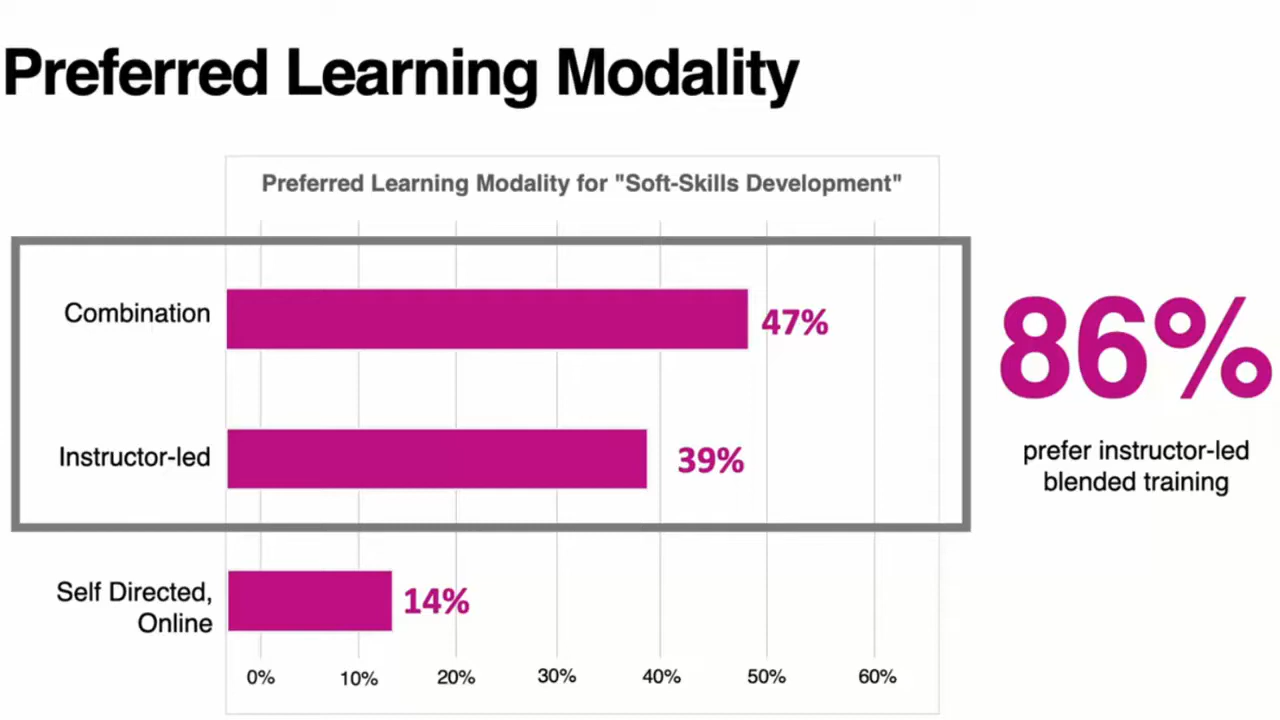 Preferred Learning Modality
Preferred Learning Modality for "Soft-Skills Development"
Combination
47%
Instructor-led
39%
86%
prefer instructor-led
blended training
Self Directed,
Online
14%
0% 10% 20% 30% 40% 50% 60%